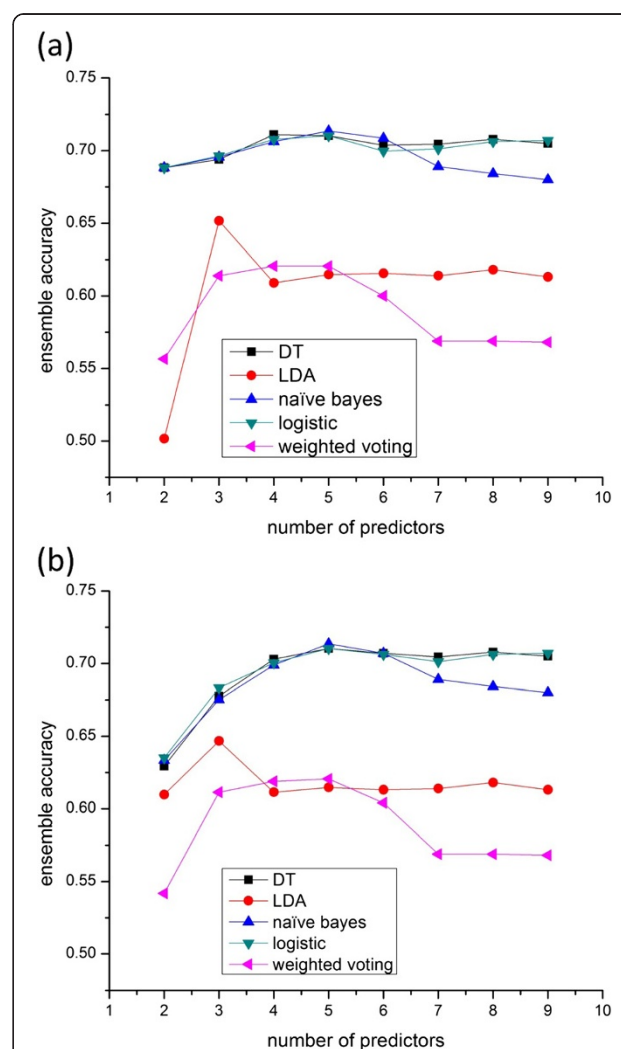 (a)
0.75
0.70
0.65
0.60
0.55
0.50
ensemble accuracy
DT
LDA
naïve bayes
logistic
weighted voting
1 2 3 4 5 6 7 8 9 10
number of predictors
(b)
0.75
0.70
0.65
0.60
0.55
0.50
ensemble accuracy
DT
LDA
naïve bayes
logistic
weighted voting
1 2 3 4 5 6 7 8 9 10
number of predictors